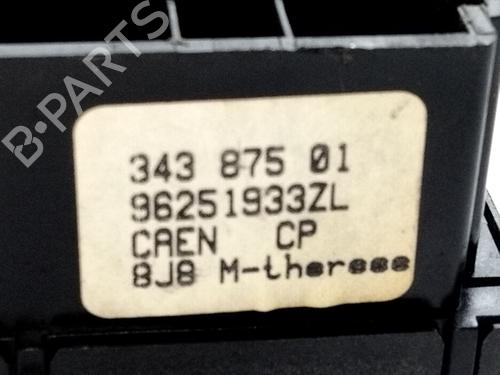 B-PARTS
343 875 01
96251933ZL
CAEN CP
8J8 M-therese